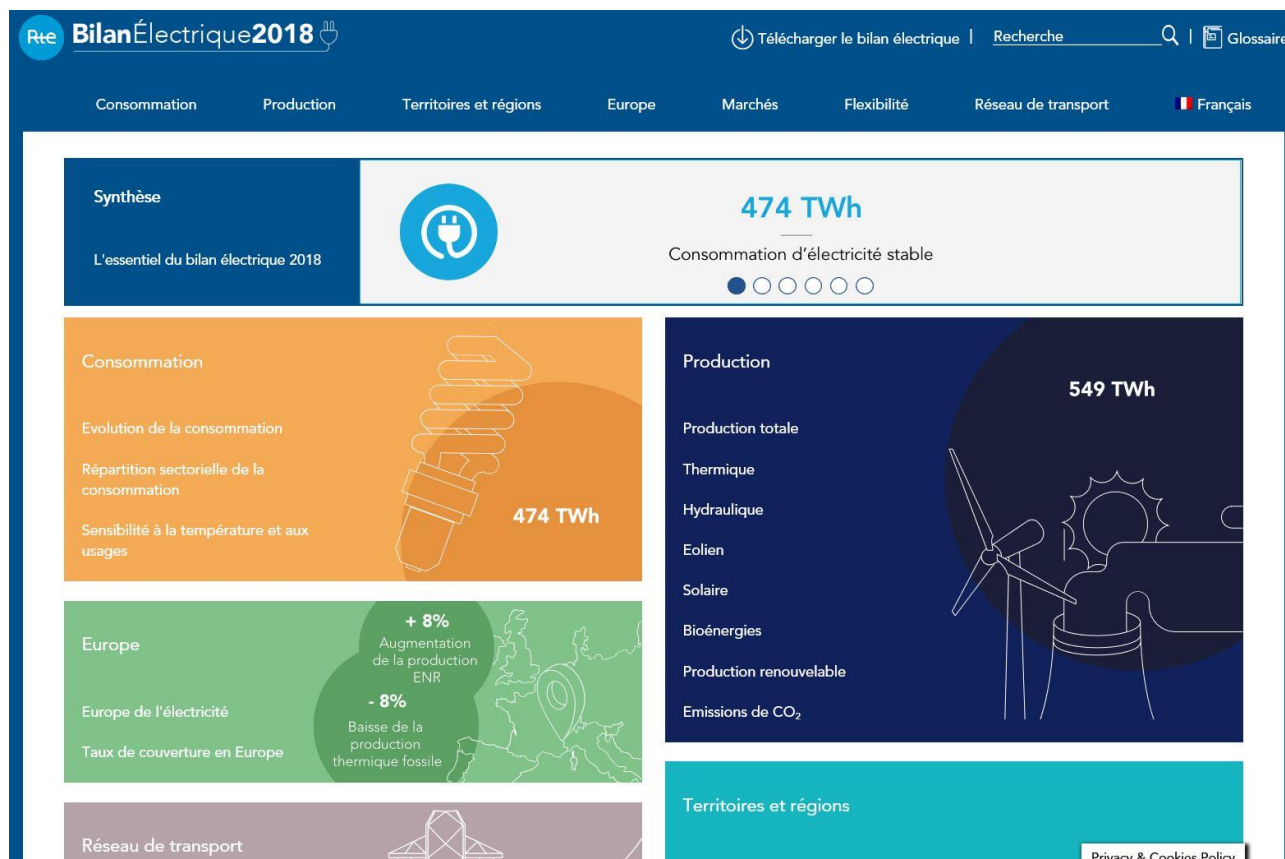 Rte BilanÉlectrique2018
Télécharger le bilan électrique | Recherche | Glossaire
Consommation Production Territoires et régions Europe Marchés Flexibilité Réseau de transport Français
Synthèse
L'essentiel du bilan électrique 2018
474 TWh
Consommation d'électricité stable
Consommation
Evolution de la consommation
Répartition sectorielle de la
consommation
Sensibilité à la température et aux
usages
474 TWh
Production
549 TWh
Production totale
Thermique
Hydraulique
Eolien
Solaire
Bioénergies
Production renouvelable
Emissions de CO₂
Europe
Europe de l'électricité
Taux de couverture en Europe
+ 8%
Augmentation
de la production
ENR
- 8%
Baisse de la
production
thermique fossile
Réseau de transport
Territoires et régions
Privacy & Cookies Policy